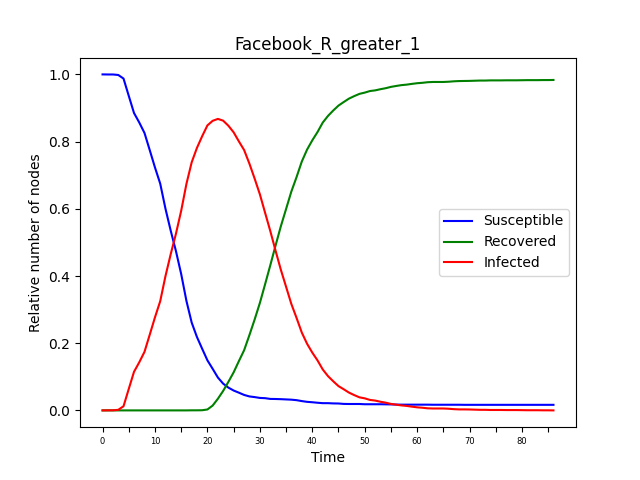 Facebook_R_greater_1
Relative number of nodes
1.0
0.8
0.6
0.4
0.2
0.0
Susceptible
Recovered
Infected
0 10 20 30 40 50 60 70 80
Time